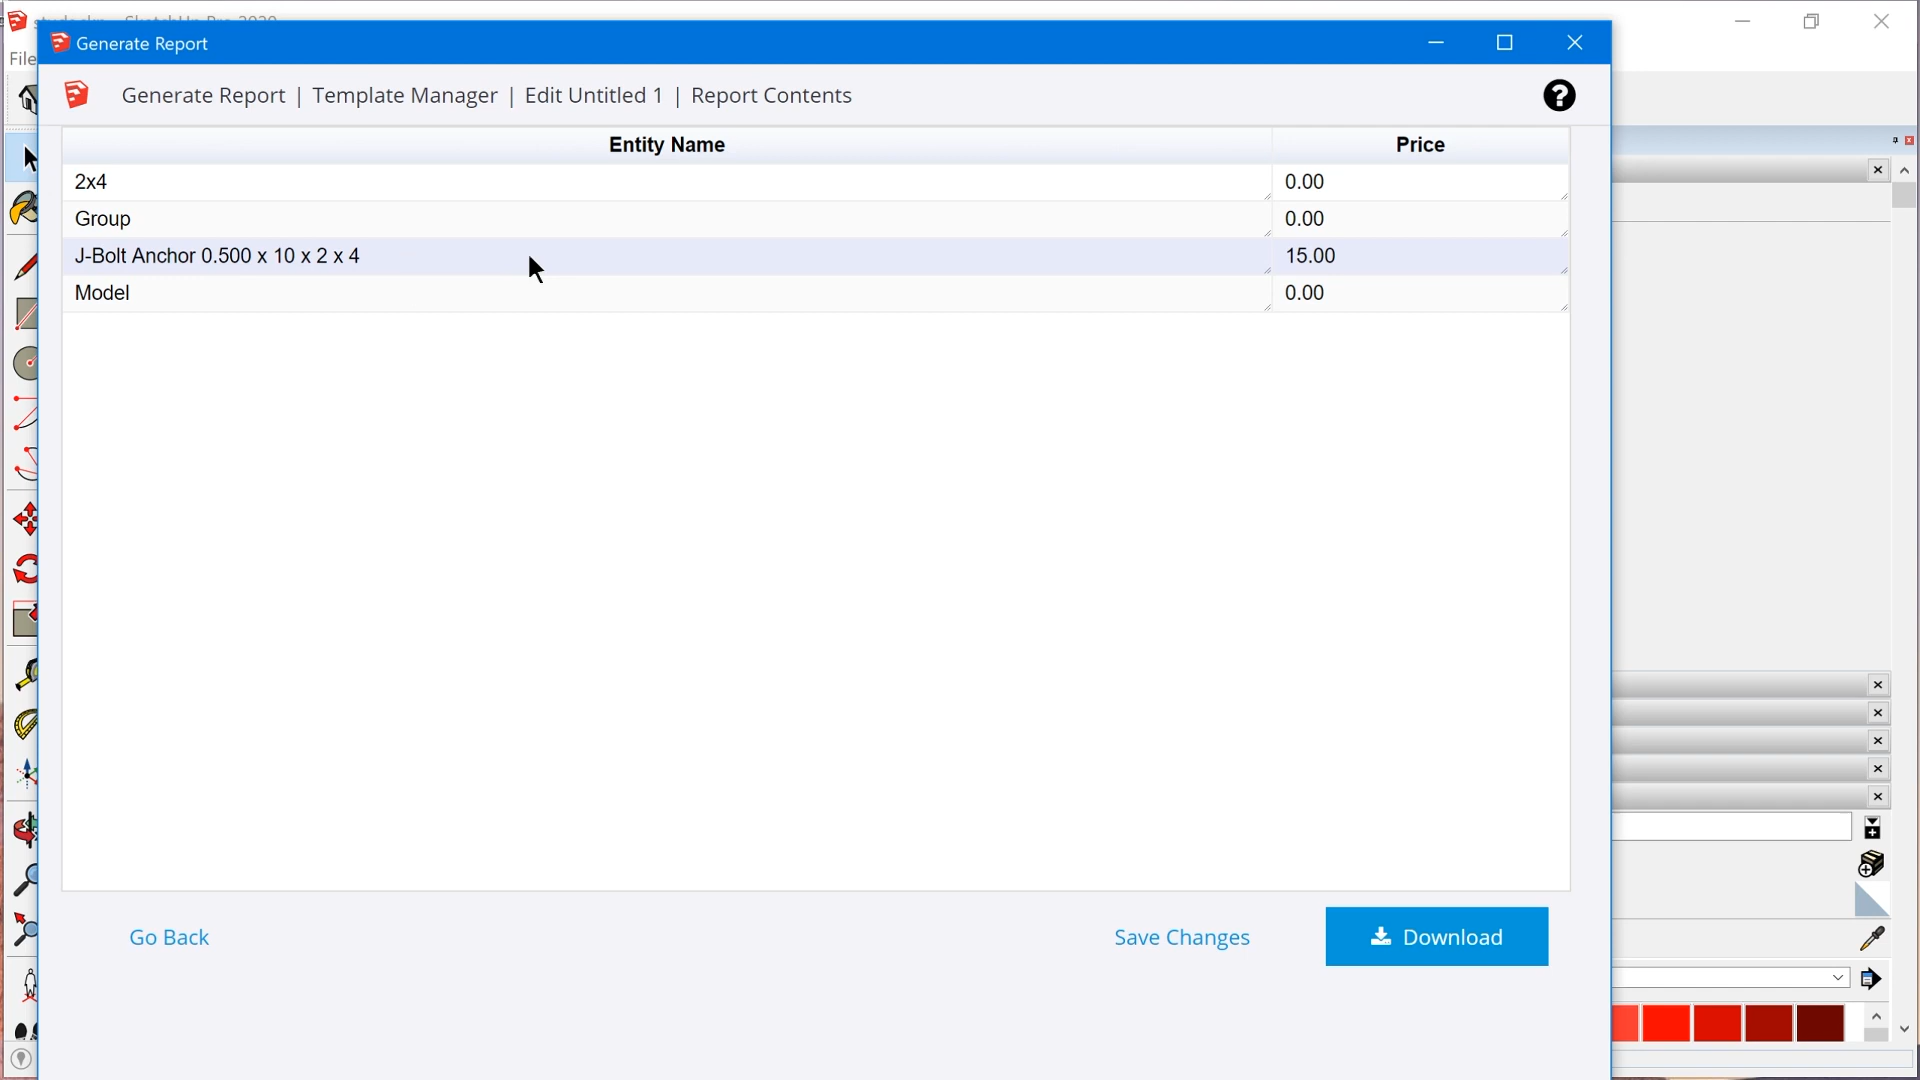 Generate Report
File
Generate Report | Template Manager | Edit Untitled 1 | Report Contents
Entity Name Price
2x4 0.00
Group 0.00
J-Bolt Anchor 0.500 x 10 x 2 x 4 15.00
Model 0.00
Go Back Save Changes Download